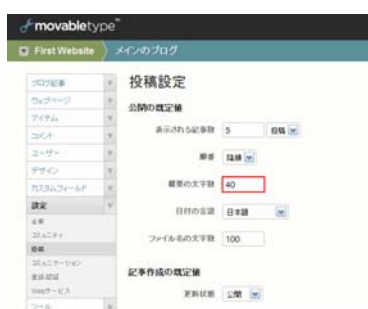 movabletype™
First Website
メインのブログ
ブログ記事
ウェブページ
アイテム
コメント
ユーザー
デザイン
カスタムフィールド
設定
全般
コミュニティ
投稿
コミュニケーション
登録/認証
Webサービス
ツール
投稿設定
公開の既定値
表示される記事数 5 投稿
順番 降順
概要の文字数 40
日付の言語 日本語
ファイル名の文字数 100
記事作成の既定値
更新状態 公開